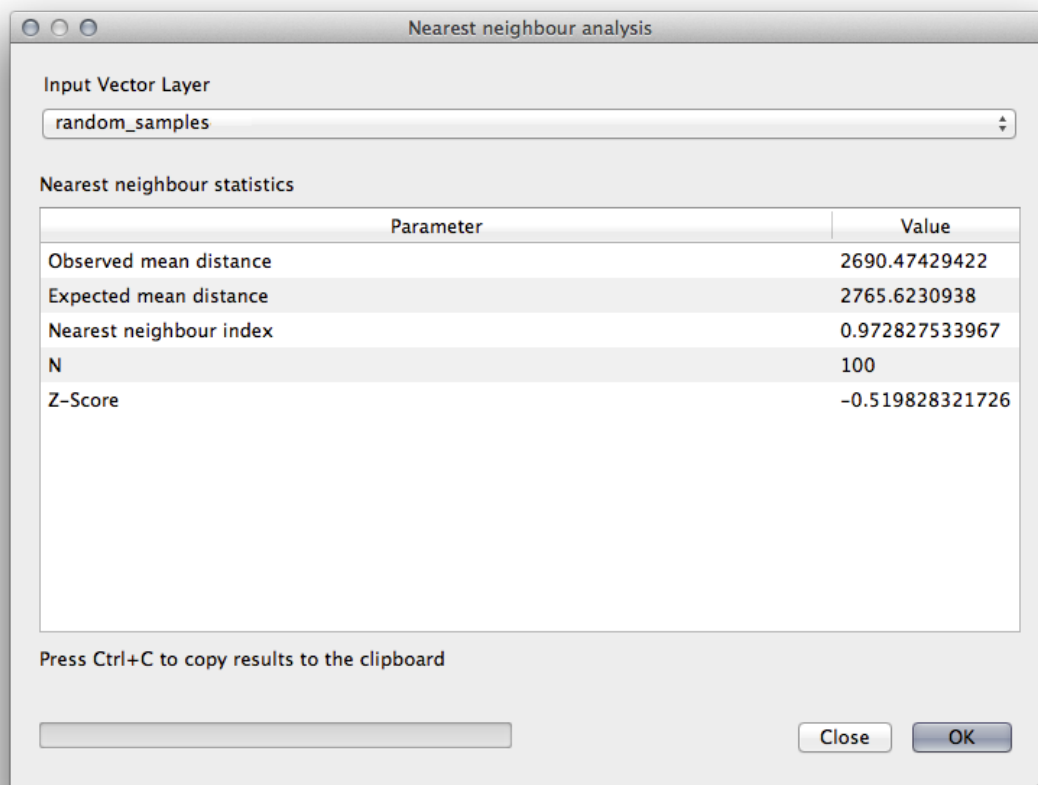 Nearest neighbour analysis
Input Vector Layer
random_samples
Nearest neighbour statistics
Parameter Value
Observed mean distance 2690.47429422
Expected mean distance 2765.6230938
Nearest neighbour index 0.972827533967
N 100
Z-Score -0.519828321726
Press Ctrl+C to copy results to the clipboard
Close OK